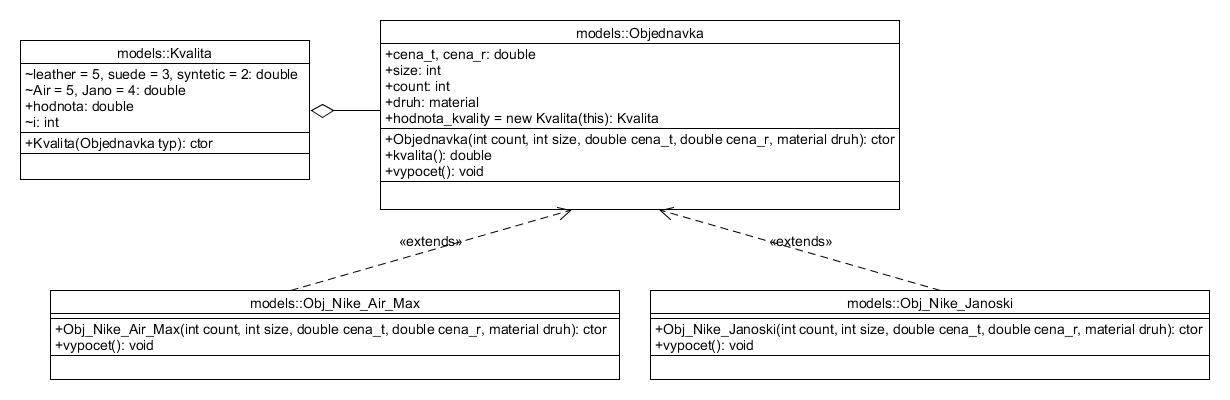 models::Kvalita
~leather = 5, suede = 3, syntetic = 2: double
~Air = 5, Jano = 4: double
+hodnota: double
~i: int
+Kvalita(Objednavka typ): ctor
models::Objednavka
+cena_t, cena_r: double
+size: int
+count: int
+druh: material
+hodnota_kvality = new Kvalita(this): Kvalita
+Objednavka(int count, int size, double cena_t, double cena_r, material druh): ctor
+kvalita(): double
+vypocet(): void
«extends»
«extends»
models::Obj_Nike_Air_Max
+Obj_Nike_Air_Max(int count, int size, double cena_t, double cena_r, material druh): ctor
+vypocet(): void
models::Obj_Nike_Janoski
+Obj_Nike_Janoski(int count, int size, double cena_t, double cena_r, material druh): ctor
+vypocet(): void